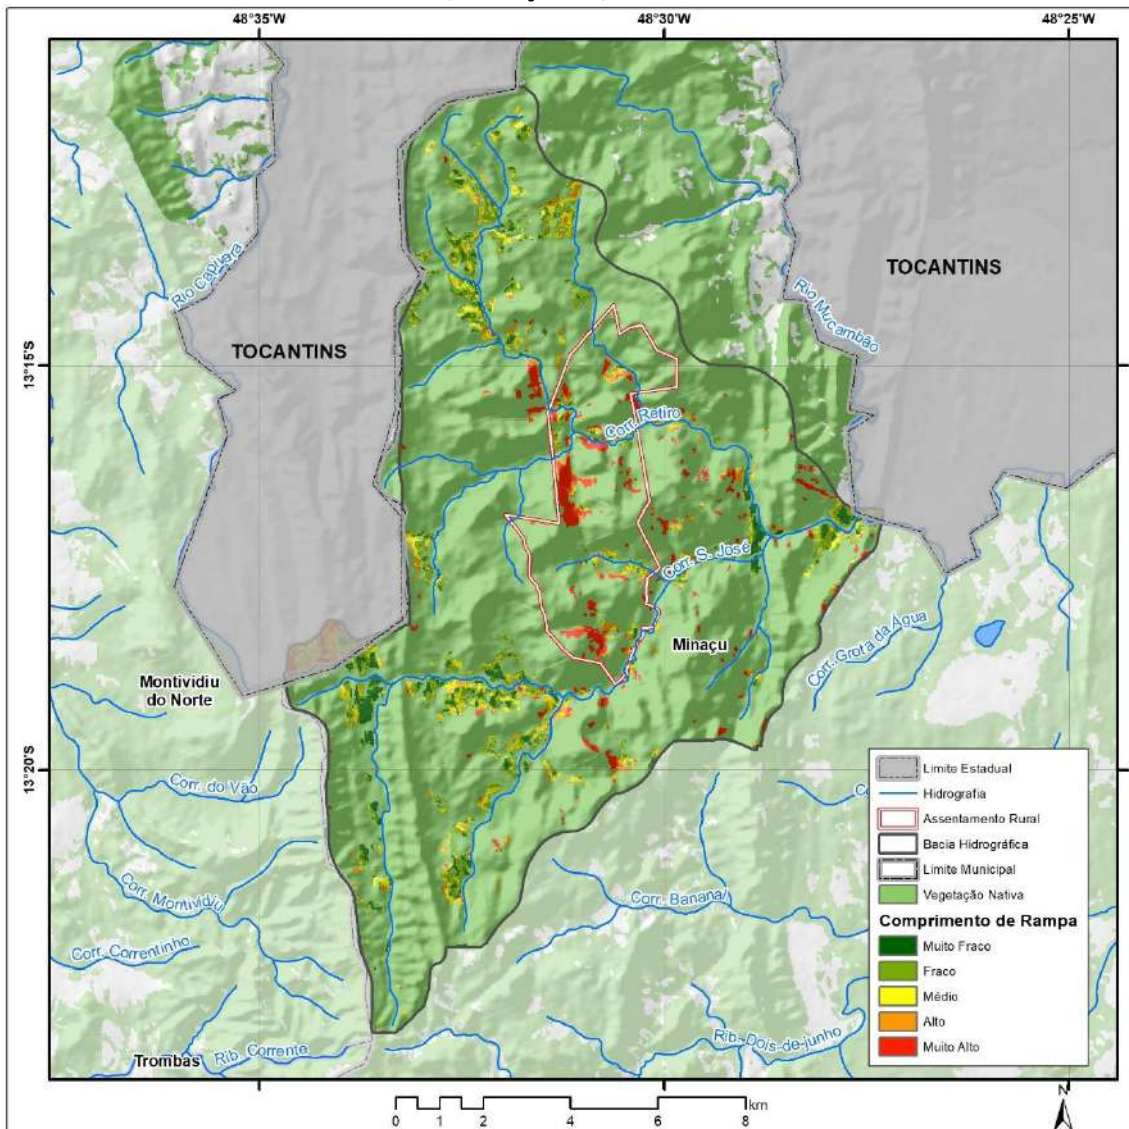 48°35'W
48°30'W
48°25'W
TOCANTINS
Rio Capivara
Rio Mucambão
TOCANTINS
13°15'S
Corr. Retiro
Corr. S. José
Minaçu
Corr. Grota da Água
Montividiu
do Norte
13°20'S
Corr. do Vão
Corr. Montividiu
Corr. Bananal
Corr. Correntinho
Rib. Dois-de-junho
Trombas
Rib. Corrente
Limite Estadual
Hidrografia
Assentamento Rural
Bacia Hidrográfica
Limite Municipal
Vegetação Nativa
Comprimento de Rampa
Muito Fraco
Fraco
Médio
Alto
Muito Alto
km
0 1 2 4 6 8
N